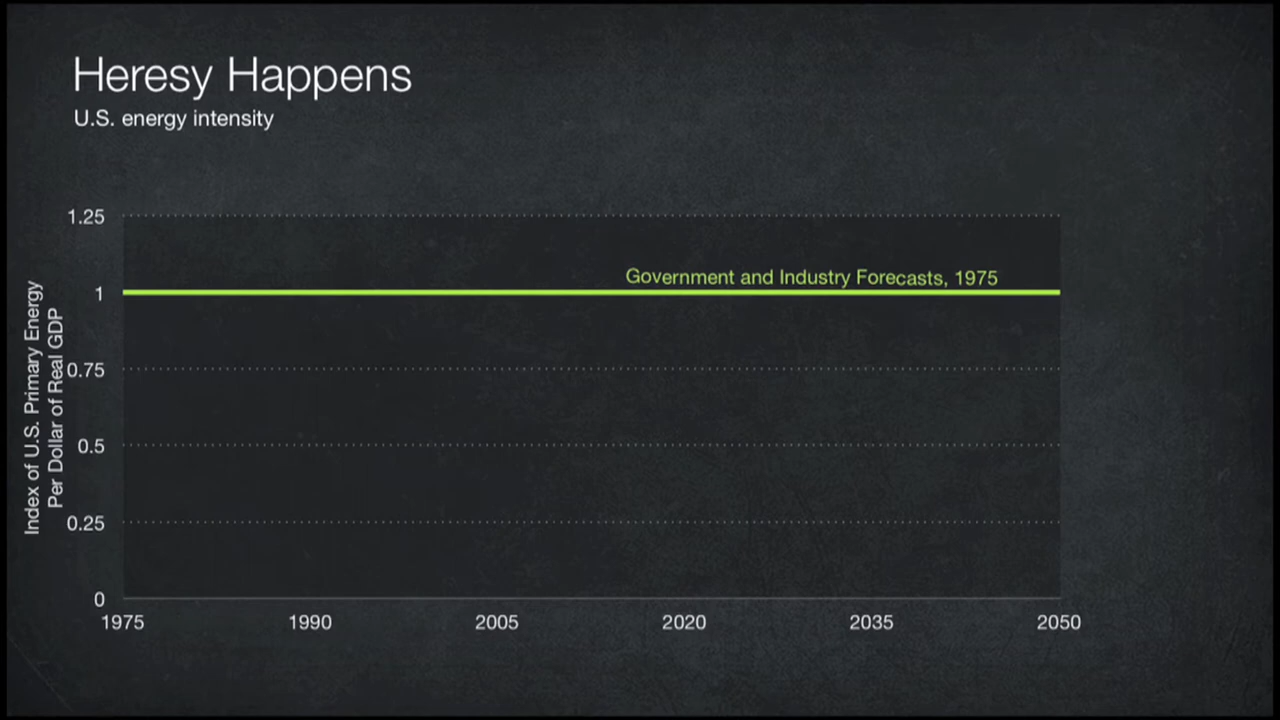 Heresy Happens
U.S. energy intensity
1.25
Government and Industry Forecasts, 1975
1
0.75
0.5
0.25
0
Index of U.S. Primary Energy
Per Dollar of Real GDP
1975 1990 2005 2020 2035 2050